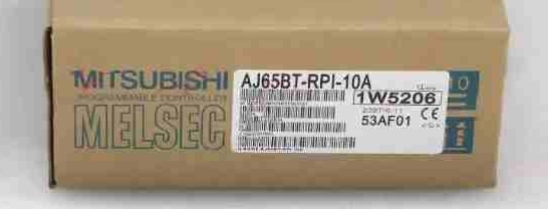 MITSUBISHI
PROGRAMMABLE CONTROLLER
MELSEC
AJ65BT-RPI-10A
1W5206
53AF01 CE